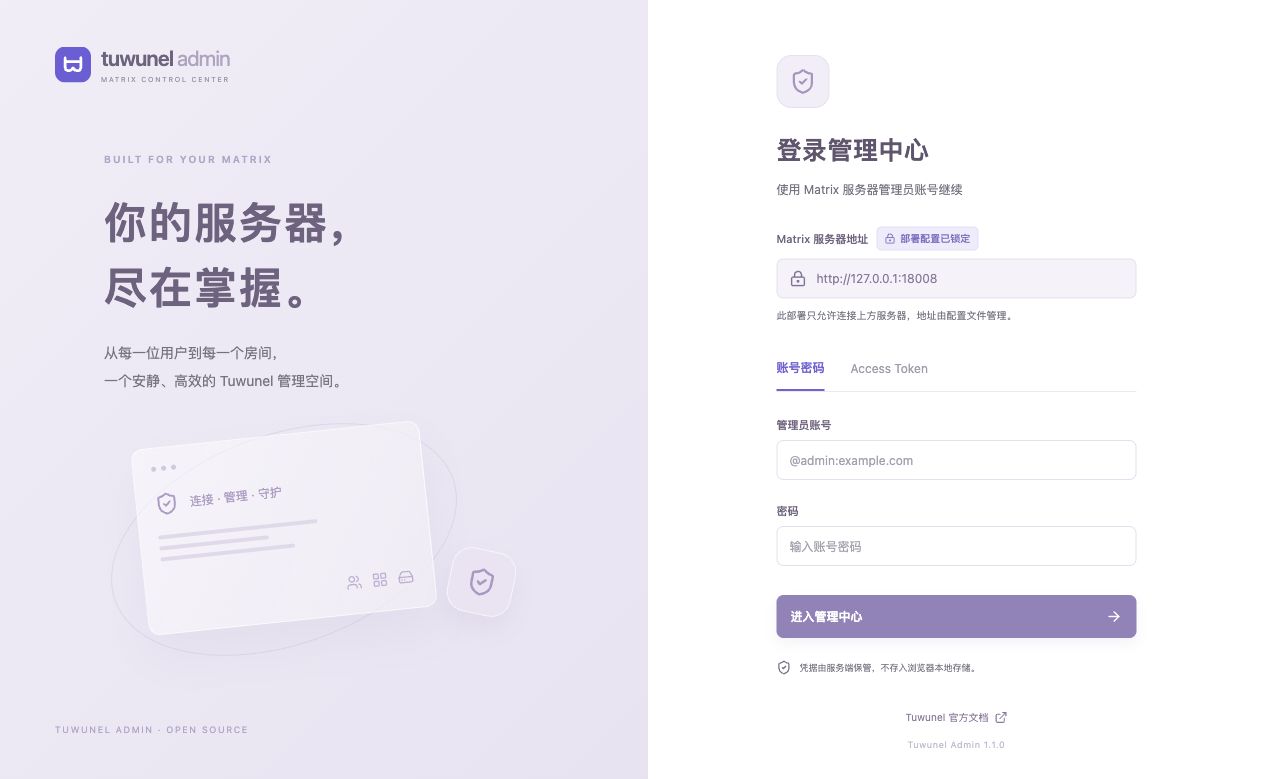 tuwunel admin
MATRIX CONTROL CENTER
BUILT FOR YOUR MATRIX
你的服务器，
尽在掌握。
从每一位用户到每一个房间，
一个安静、高效的 Tuwunel 管理空间。
连接 · 管理 · 守护
TUWUNEL ADMIN · OPEN SOURCE
登录管理中心
使用 Matrix 服务器管理员账号继续
Matrix 服务器地址 部署配置已锁定
http://127.0.0.1:18008
此部署只允许连接上方服务器，地址由配置文件管理。
账号密码 Access Token
管理员账号
@admin:example.com
密码
输入账号密码
进入管理中心
凭据由服务端保管，不存入浏览器本地存储。
Tuwunel 官方文档
Tuwunel Admin 1.1.0